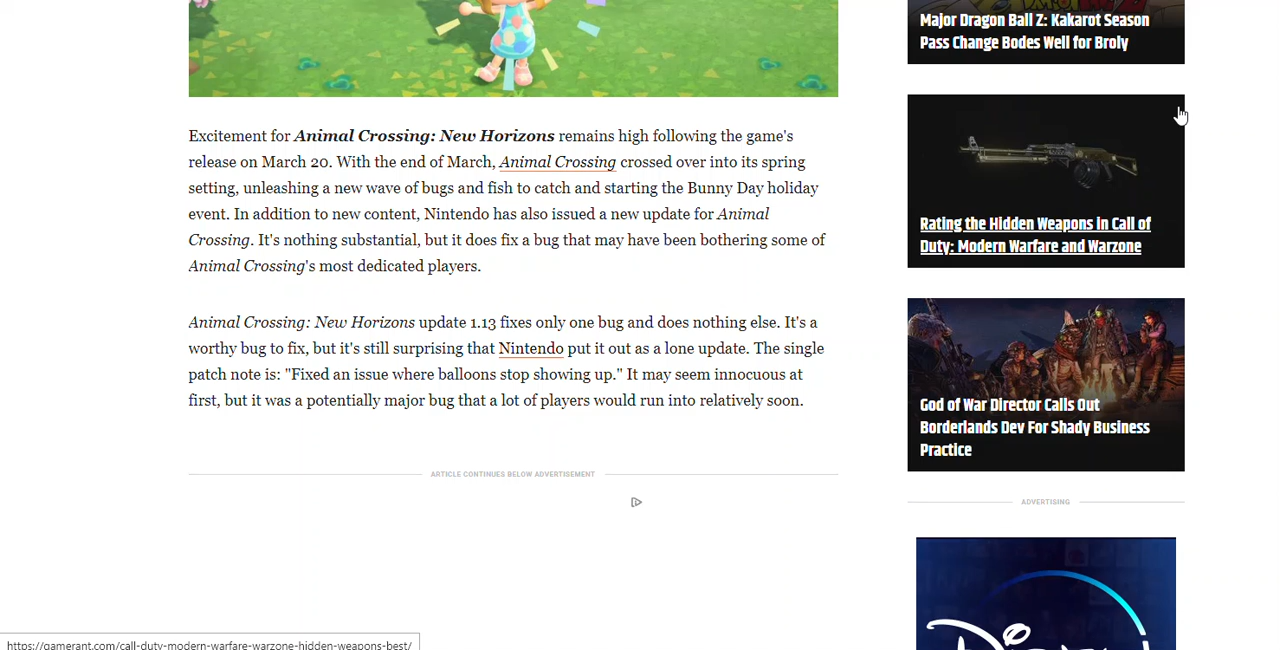 Excitement for Animal Crossing: New Horizons remains high following the game's
release on March 20. With the end of March, Animal Crossing crossed over into its spring
setting, unleashing a new wave of bugs and fish to catch and starting the Bunny Day holiday
event. In addition to new content, Nintendo has also issued a new update for Animal
Crossing. It's nothing substantial, but it does fix a bug that may have been bothering some of
Animal Crossing's most dedicated players.
Animal Crossing: New Horizons update 1.13 fixes only one bug and does nothing else. It's a
worthy bug to fix, but it's still surprising that Nintendo put it out as a lone update. The single
patch note is: "Fixed an issue where balloons stop showing up." It may seem innocuous at
first, but it was a potentially major bug that a lot of players would run into relatively soon.
ARTICLE CONTINUES BELOW ADVERTISEMENT
Major Dragon Ball Z: Kakarot Season
Pass Change Bodes Well for Broly
Rating the Hidden Weapons in Call of
Duty: Modern Warfare and Warzone
God of War Director Calls Out
Borderlands Dev For Shady Business
Practice
ADVERTISING
Disney
https://gamerant.com/call-duty-modern-warfare-warzone-hidden-weapons-best/